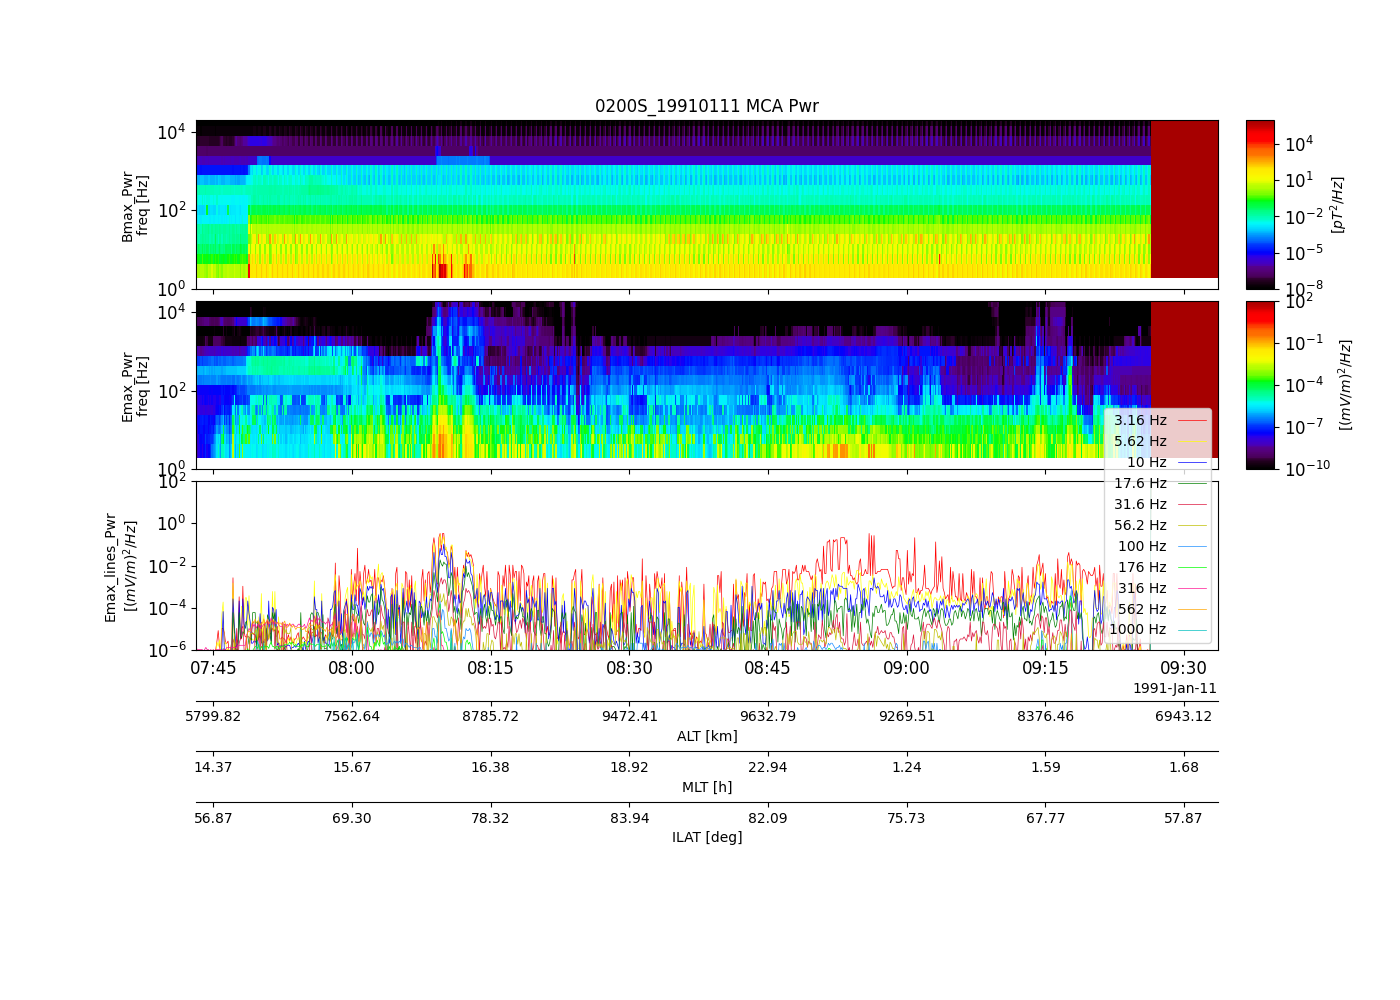 0200S_19910111 MCA Pwr
Bmax_Pwr
freq [Hz]
10^4
10^2
10^0
10^4
10^1
10^-2
10^-5
10^-8
[pT^2/Hz]
Emax_Pwr
freq [Hz]
10^4
10^2
10^0
10^2
10^-1
10^-4
10^-7
10^-10
[(mV/m)^2/Hz]
Emax_lines_Pwr
[(mV/m)^2/Hz]
10^2
10^0
10^-2
10^-4
10^-6
3.16 Hz
5.62 Hz
10 Hz
17.6 Hz
31.6 Hz
56.2 Hz
100 Hz
176 Hz
316 Hz
562 Hz
1000 Hz
07:45 08:00 08:15 08:30 08:45 09:00 09:15 09:30
1991-Jan-11
5799.82 7562.64 8785.72 9472.41 9632.79 9269.51 8376.46 6943.12
ALT [km]
14.37 15.67 16.38 18.92 22.94 1.24 1.59 1.68
MLT [h]
56.87 69.30 78.32 83.94 82.09 75.73 67.77 57.87
ILAT [deg]